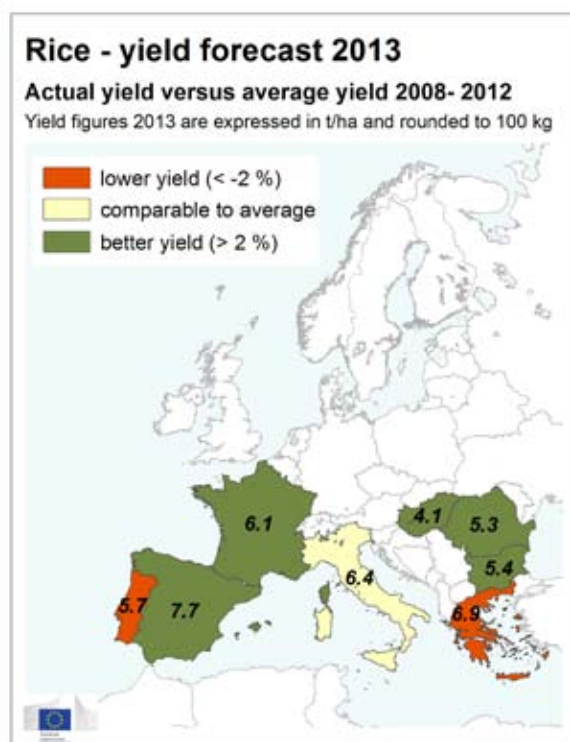 Rice - yield forecast 2013
Actual yield versus average yield 2008- 2012
Yield figures 2013 are expressed in t/ha and rounded to 100 kg
lower yield (< -2 %)
comparable to average
better yield (> 2 %)
4.1
5.3
6.1
5.4
6.4
5.7
7.7
6.9